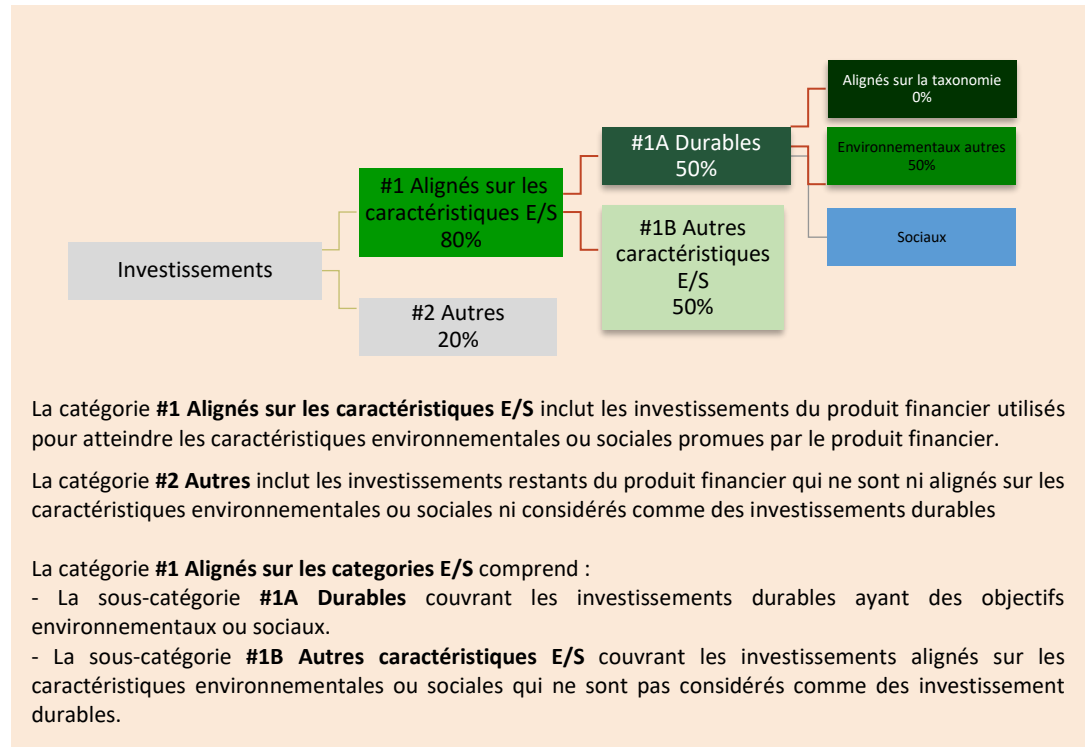 Alignés sur la taxonomie
0%
#1A Durables
50%
Environnementaux autres
50%
#1 Alignés sur les
caractéristiques E/S
80%
#1B Autres
caractéristiques
E/S
50%
Sociaux
Investissements
#2 Autres
20%
La catégorie #1 Alignés sur les caractéristiques E/S inclut les investissements du produit financier utilisés
pour atteindre les caractéristiques environnementales ou sociales promues par le produit financier.
La catégorie #2 Autres inclut les investissements restants du produit financier qui ne sont ni alignés sur les
caractéristiques environnementales ou sociales ni considérés comme des investissements durables
La catégorie #1 Alignés sur les categories E/S comprend :
- La sous-catégorie #1A Durables couvrant les investissements durables ayant des objectifs
environnementaux ou sociaux.
- La sous-catégorie #1B Autres caractéristiques E/S couvrant les investissements alignés sur les
caractéristiques environnementales ou sociales qui ne sont pas considérés comme des investissement
durables.